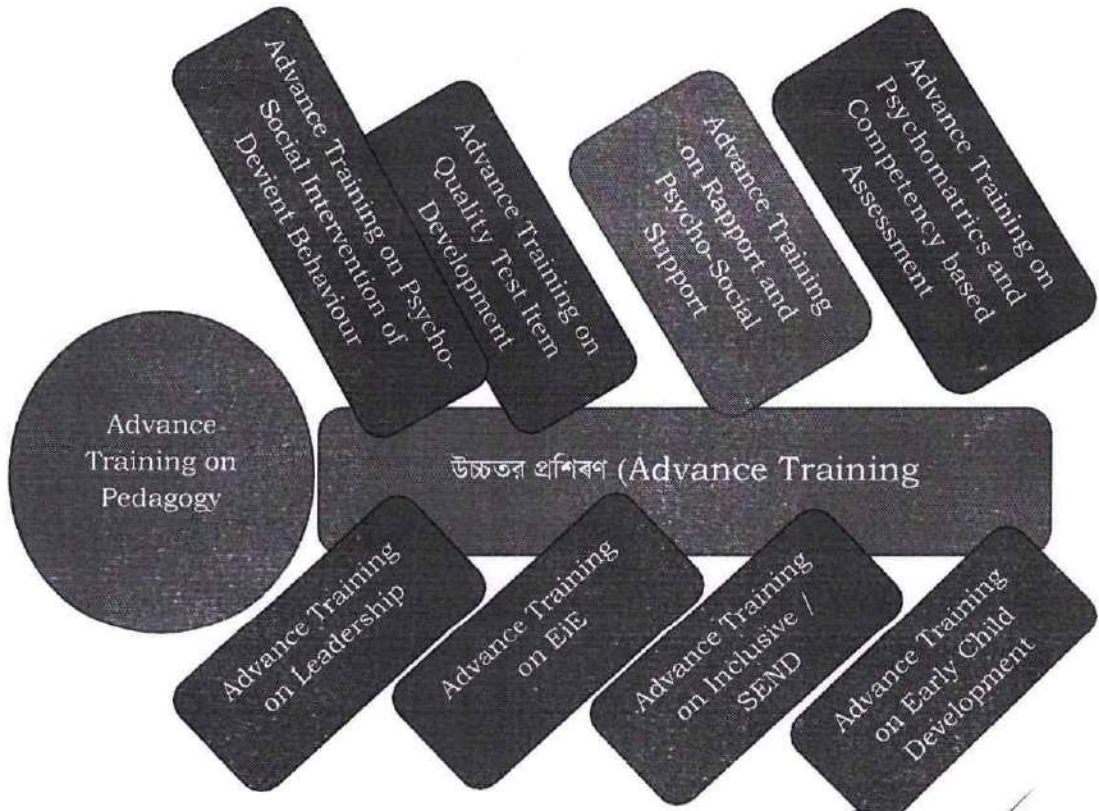 Advance Training on Psycho-
Social Intervention of
Devient Behaviour
Advance Training on
Quality Test Item
Development
Advance Training
on Rapport and
Psycho-Social
Support
Advance Training on
Psychomatrics and
Competency based
Assessment
Advance
Training on
Pedagogy
উচ্চতর প্রশিৰণ (Advance Training
Advance Training
on Leadership
Advance Training
on EiE
Advance Training
on Inclusive /
SEND
Advance Training
on Early Child
Development